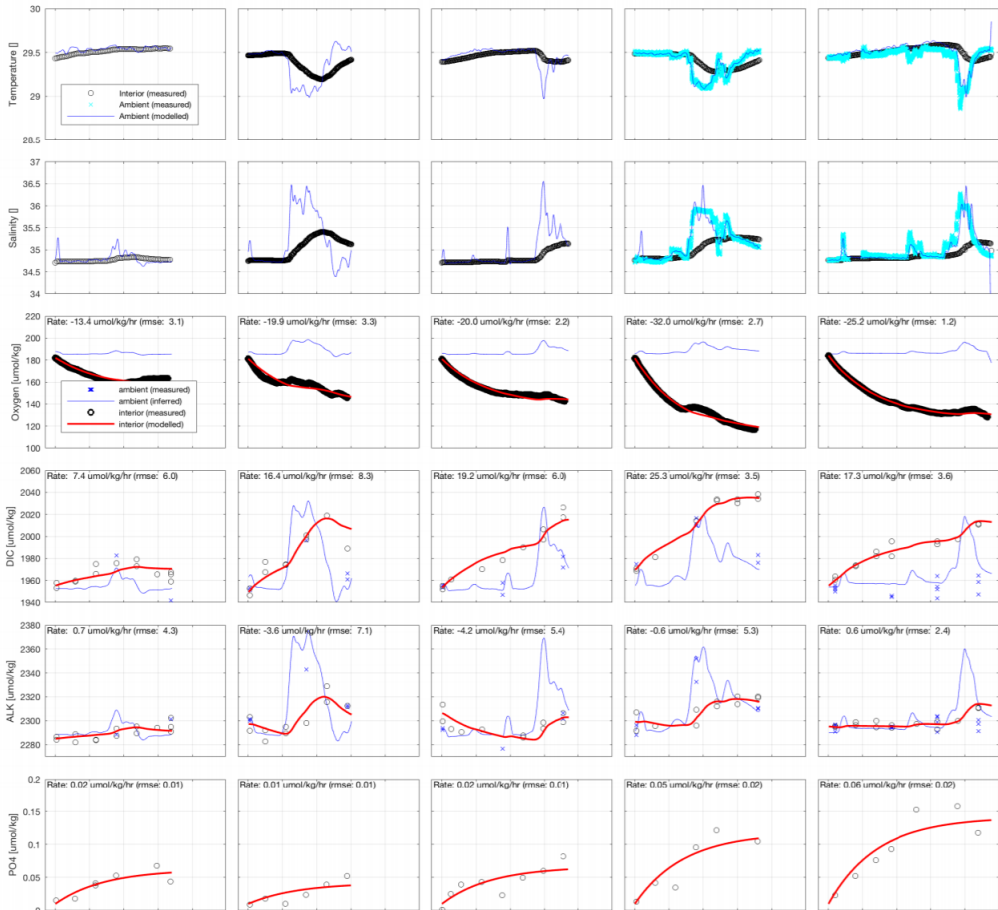 30
29.5
29
28.5
Temperature []
Interior (measured)
Ambient (measured)
Ambient (modelled)
37
36.5
36
35.5
35
34.5
34
Salinity []
220
200
180
160
140
120
100
Oxygen [umol/kg]
Rate: -13.4 umol/kg/hr (rmse: 3.1)
Rate: -19.9 umol/kg/hr (rmse: 3.3)
Rate: -20.0 umol/kg/hr (rmse: 2.2)
Rate: -32.0 umol/kg/hr (rmse: 2.7)
Rate: -25.2 umol/kg/hr (rmse: 1.2)
ambient (measured)
ambient (inferred)
interior (measured)
interior (modelled)
2060
2040
2020
2000
1980
1960
1940
DIC [umol/kg]
Rate: 7.4 umol/kg/hr (rmse: 6.0)
Rate: 16.4 umol/kg/hr (rmse: 8.3)
Rate: 19.2 umol/kg/hr (rmse: 6.0)
Rate: 25.3 umol/kg/hr (rmse: 3.5)
Rate: 17.3 umol/kg/hr (rmse: 3.6)
2380
2360
2340
2320
2300
2280
ALK [umol/kg]
Rate: 0.7 umol/kg/hr (rmse: 4.3)
Rate: -3.6 umol/kg/hr (rmse: 7.1)
Rate: -4.2 umol/kg/hr (rmse: 5.4)
Rate: -0.6 umol/kg/hr (rmse: 5.3)
Rate: 0.6 umol/kg/hr (rmse: 2.4)
0.2
0.15
0.1
0.05
PO4 [umol/kg]
Rate: 0.02 umol/kg/hr (rmse: 0.01)
Rate: 0.01 umol/kg/hr (rmse: 0.01)
Rate: 0.02 umol/kg/hr (rmse: 0.01)
Rate: 0.05 umol/kg/hr (rmse: 0.02)
Rate: 0.06 umol/kg/hr (rmse: 0.02)